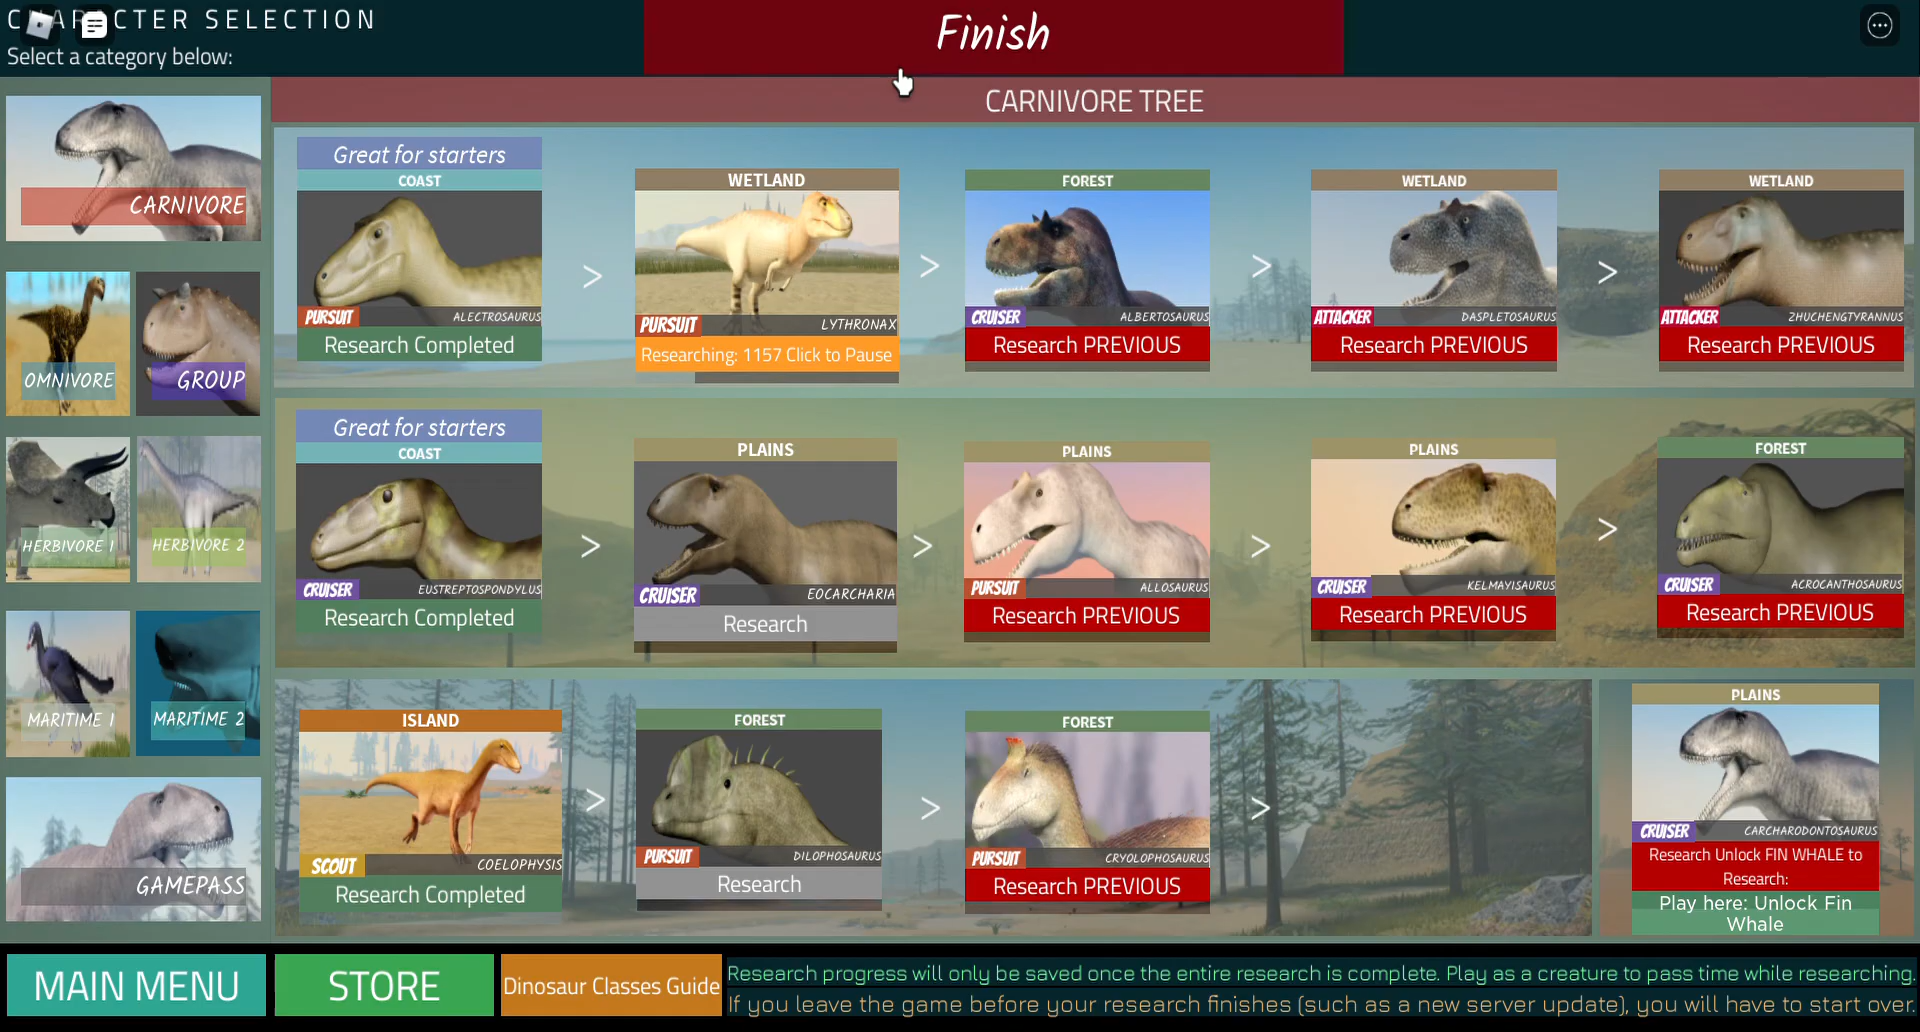 CHARACTER SELECTION
Select a category below:
Finish
CARNIVORE TREE
CARNIVORE
OMNIVORE
GROUP
HERBIVORE 1
HERBIVORE 2
MARITIME 1
MARITIME 2
GAMEPASS
Great for starters
COAST
PURSUIT
ALECTROSAURUS
Research Completed
>
WETLAND
PURSUIT
LYTHRONAX
Researching: 1157 Click to Pause
>
FOREST
CRUISER
ALBERTOSAURUS
Research PREVIOUS
>
WETLAND
ATTACKER
DASPLETOSAURUS
Research PREVIOUS
>
WETLAND
ATTACKER
ZHUCHENGTYRANNUS
Research PREVIOUS
Great for starters
COAST
CRUISER
EUSTREPTOSPONDYLUS
Research Completed
>
PLAINS
CRUISER
EOCARCHARIA
Research
>
PLAINS
PURSUIT
ALLOSAURUS
Research PREVIOUS
>
PLAINS
CRUISER
KELMAYISAURUS
Research PREVIOUS
>
FOREST
CRUISER
ACROCANTHOSAURUS
Research PREVIOUS
ISLAND
SCOUT
COELOPHYSIS
Research Completed
>
FOREST
PURSUIT
DILOPHOSAURUS
Research
>
FOREST
PURSUIT
CRYOLOPHOSAURUS
Research PREVIOUS
>
PLAINS
CRUISER
CARCHARODONTOSAURUS
Research Unlock FIN WHALE to
Research:
Play here: Unlock Fin
Whale
MAIN MENU
STORE
Dinosaur Classes Guide
Research progress will only be saved once the entire research is complete. Play as a creature to pass time while researching.
If you leave the game before your research finishes (such as a new server update), you will have to start over.